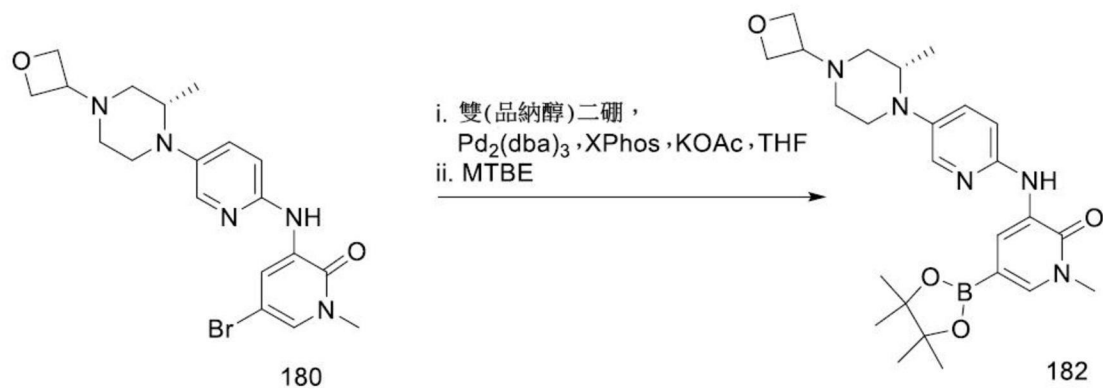 i. 雙(品納醇)二硼，
Pd₂(dba)₃,XPhos,KOAc,THF
ii. MTBE
O
N
N
N
NH
O
N
Br
180
O
N
N
N
NH
O
N
B
O
O
182